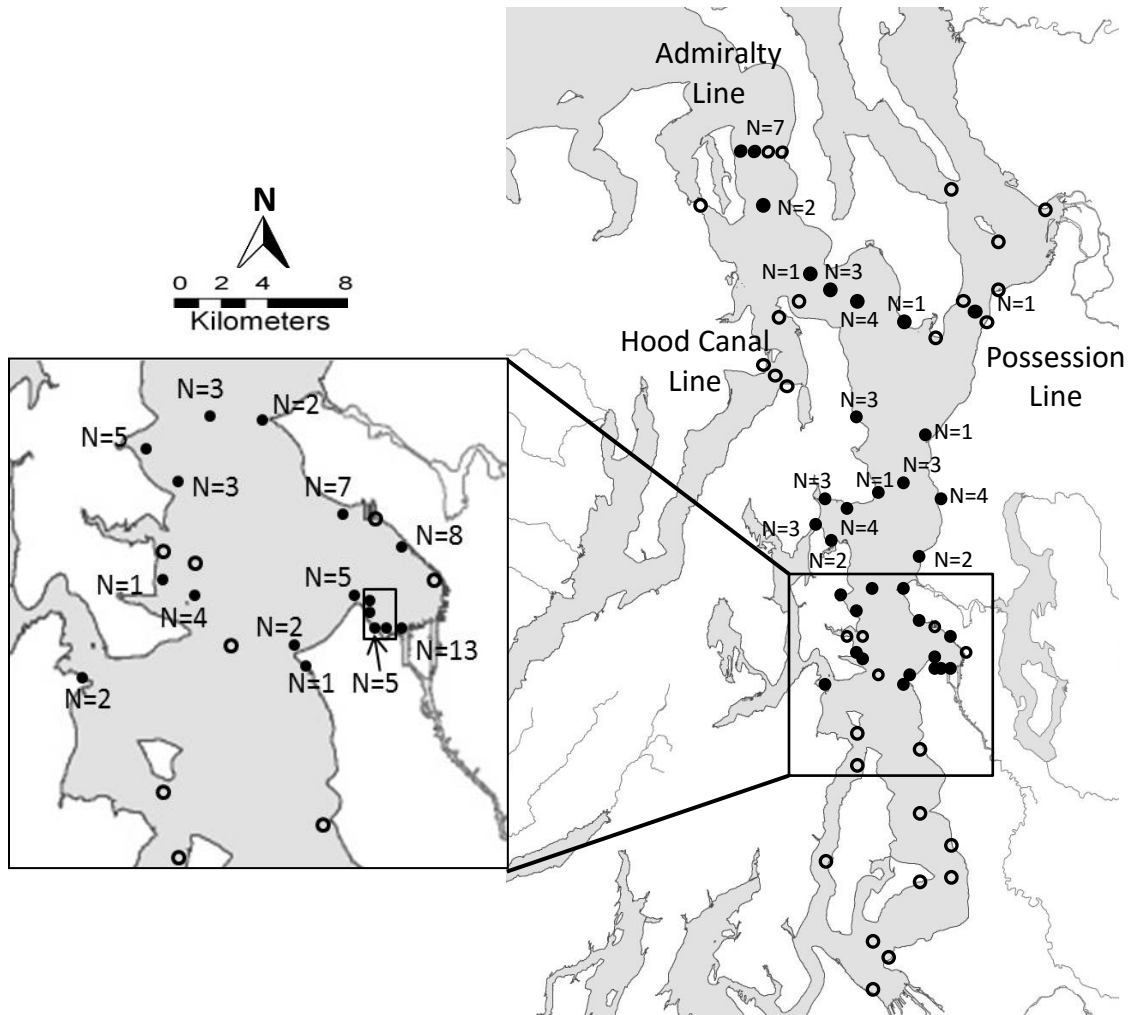 Admiralty
Line
N=7
N=2
N
0 2 4 8
Kilometers
N=1
N=3
N=4
N=1
N=1
Hood Canal
Line
Possession
Line
N=3
N=1
N=3
N=1
N=3
N=4
N=3
N=4
N=2
N=2
N=3
N=2
N=5
N=3
N=7
N=8
N=1
N=4
N=5
N=2
N=13
N=1
N=5
N=2